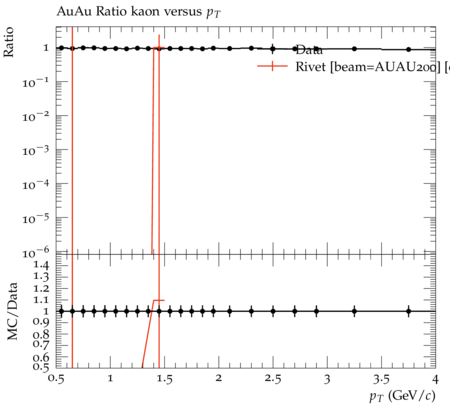 AuAu Ratio kaon versus p_T
Ratio
1
10⁻¹
10⁻²
10⁻³
10⁻⁴
10⁻⁵
10⁻⁶
Data
Rivet [beam=AUAU200]
MC/Data
1.4
1.3
1.2
1.1
1
0.9
0.8
0.7
0.6
0.5
0.5 1 1.5 2 2.5 3 3.5 4
p_T (GeV/c)